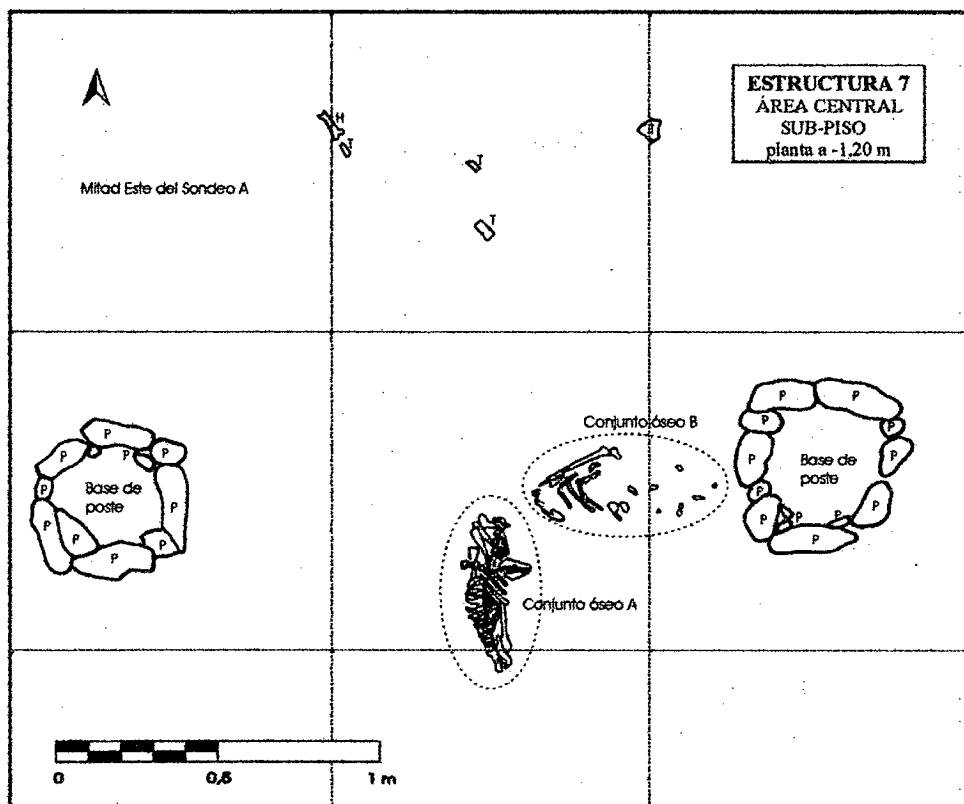 ESTRUCTURA 7
ÁREA CENTRAL
SUB-PISO
planta a -1,20 m
H
T
T
T
Mitad Este del Sondeo A
P
P
P
P
P
P
P
P
P
P
Base de
poste
Conjunto óseo B
Conjunto óseo A
P
P
P
P
P
P
P
P
P
P
P
P
Base de
poste
0
0,5
1 m